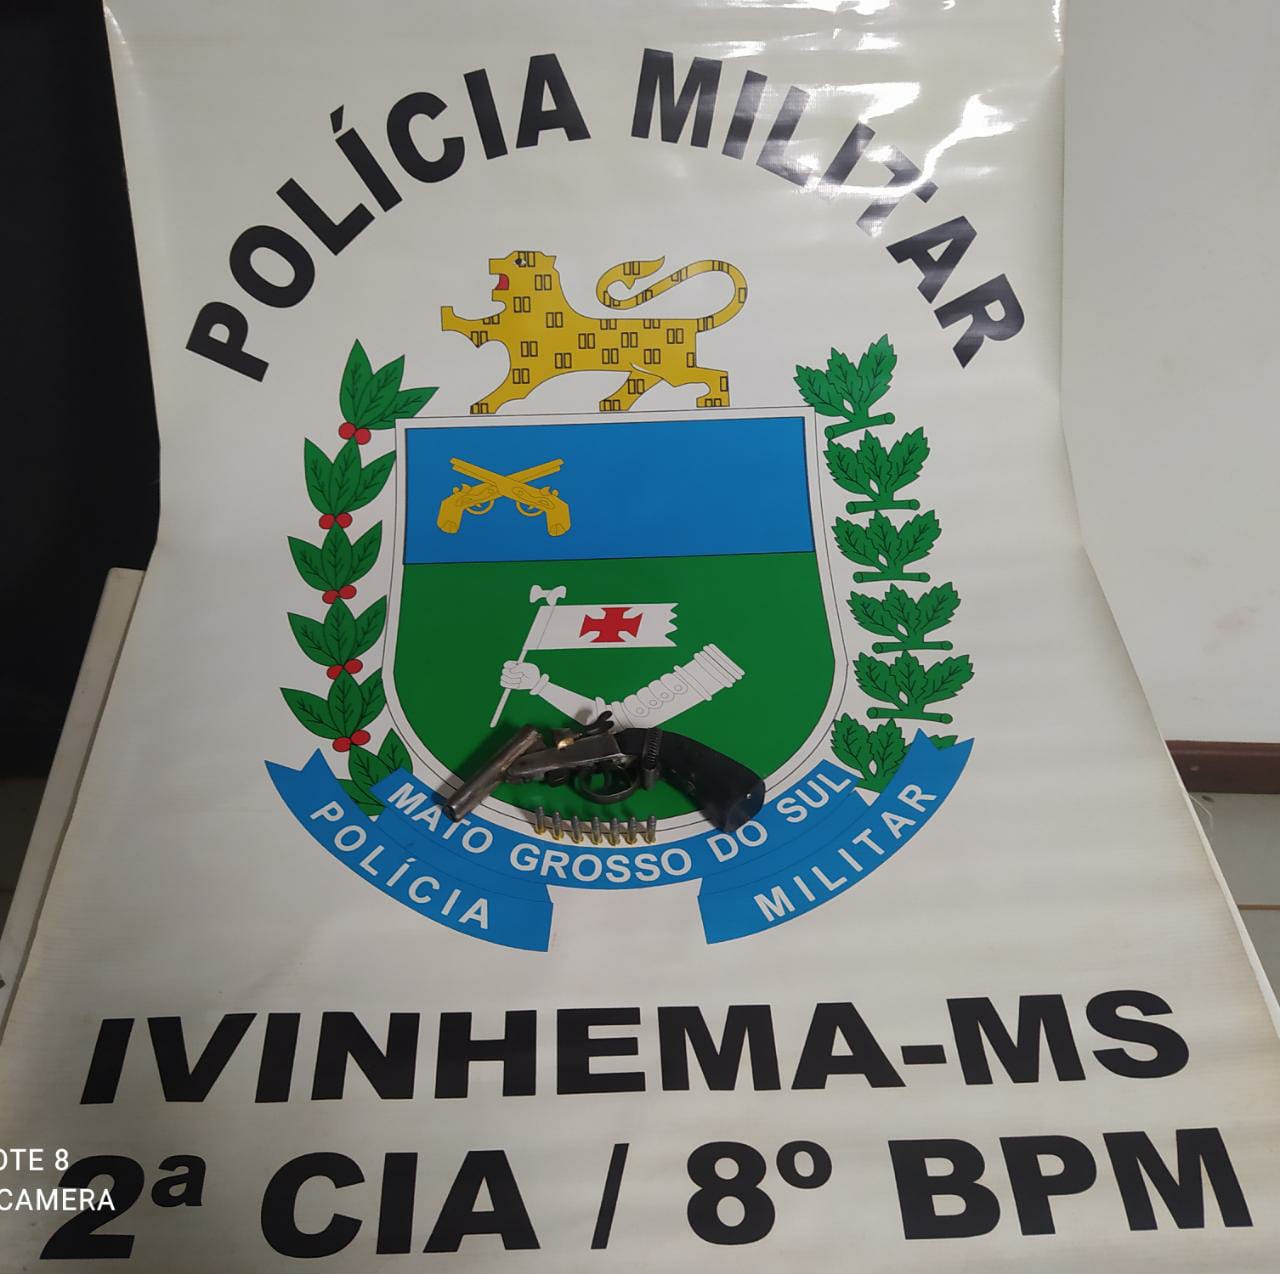 POLÍCIA MILITAR
MATO GROSSO DO SUL
POLÍCIA MILITAR
IVINHEMA-MS
2ª CIA / 8º BPM
OTE 8
CAMERA